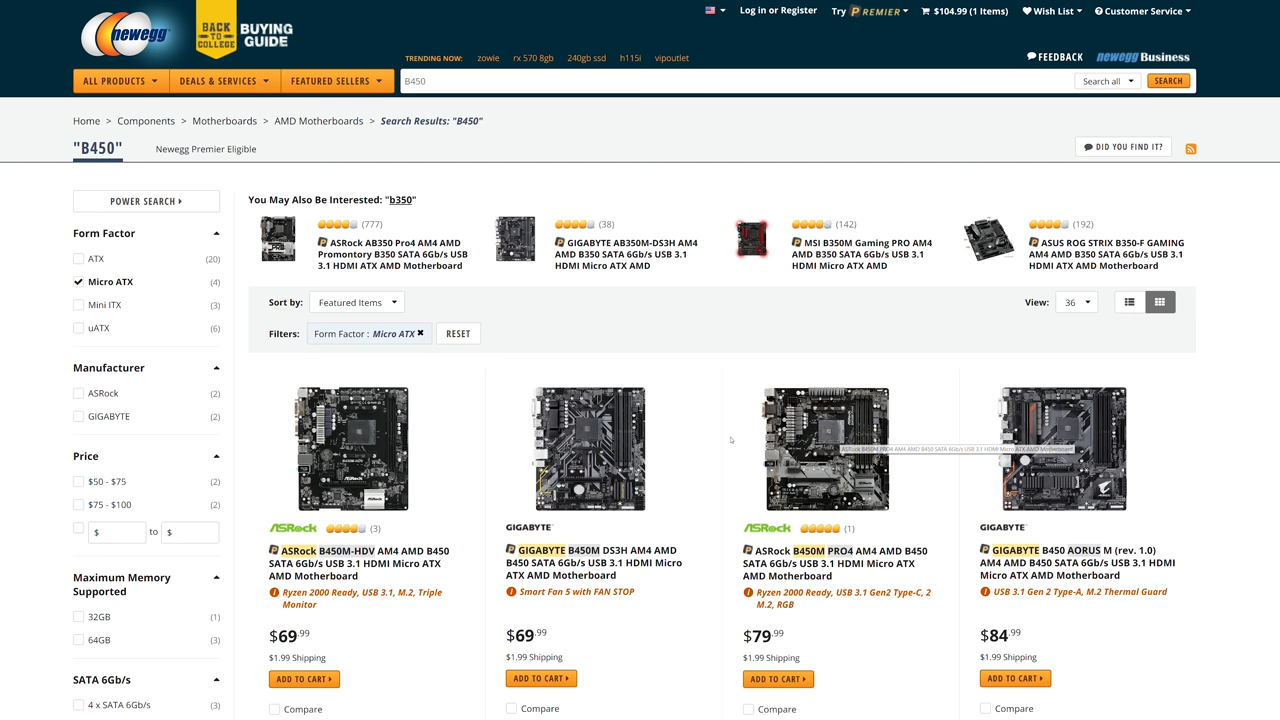 newegg
BACK
TO
COLLEGE
BUYING
GUIDE
Log in or Register
Try PREMIER
$104.99 (1 Items)
Wish List
Customer Service
TRENDING NOW: zowie rx 570 8gb 240gb ssd h115i vipoutlet
FEEDBACK
newegg Business
ALL PRODUCTS
DEALS & SERVICES
FEATURED SELLERS
B450
Search all
SEARCH
Home > Components > Motherboards > AMD Motherboards > Search Results: "B450"
"B450"
Newegg Premier Eligible
DID YOU FIND IT?
POWER SEARCH
Form Factor
ATX (20)
Micro ATX (4)
Mini ITX (3)
uATX (6)
Manufacturer
ASRock (2)
GIGABYTE (2)
Price
$50 - $75 (2)
$75 - $100 (2)
$ to $
Maximum Memory
Supported
32GB (1)
64GB (3)
SATA 6Gb/s
4 x SATA 6Gb/s (3)
You May Also Be Interested: "b350"
(777)
ASRock AB350 Pro4 AM4 AMD
Promontory B350 SATA 6Gb/s USB
3.1 HDMI ATX AMD Motherboard
(38)
GIGABYTE AB350M-DS3H AM4
AMD B350 SATA 6Gb/s USB 3.1
HDMI Micro ATX AMD
(142)
MSI B350M Gaming PRO AM4
AMD B350 SATA 6Gb/s USB 3.1
HDMI Micro ATX AMD
(192)
ASUS ROG STRIX B350-F GAMING
AM4 AMD B350 SATA 6Gb/s USB
3.1 HDMI ATX AMD Motherboard
Sort by: Featured Items
View: 36
Filters: Form Factor : Micro ATX RESET
ASRock (3)
ASRock B450M-HDV AM4 AMD B450
SATA 6Gb/s USB 3.1 HDMI Micro ATX
AMD Motherboard
Ryzen 2000 Ready, USB 3.1, M.2, Triple
Monitor
$69.99
$1.99 Shipping
ADD TO CART
Compare
GIGABYTE
GIGABYTE B450M DS3H AM4 AMD
B450 SATA 6Gb/s USB 3.1 HDMI Micro
ATX AMD Motherboard
Smart Fan 5 with FAN STOP
$69.99
$1.99 Shipping
ADD TO CART
Compare
ASRock B450M PRO4 AM4 AMD B450 SATA 6Gb/s USB 3.1 HDMI Micro ATX AMD Motherboard
ASRock (1)
ASRock B450M PRO4 AM4 AMD B450
SATA 6Gb/s USB 3.1 HDMI Micro ATX
AMD Motherboard
Ryzen 2000 Ready, USB 3.1 Gen2 Type-C, 2
M.2, RGB
$79.99
$1.99 Shipping
ADD TO CART
Compare
GIGABYTE
GIGABYTE B450 AORUS M (rev. 1.0)
AM4 AMD B450 SATA 6Gb/s USB 3.1
HDMI Micro ATX AMD Motherboard
USB 3.1 Gen 2 Type-A, M.2 Thermal Guard
$84.99
$1.99 Shipping
ADD TO CART
Compare